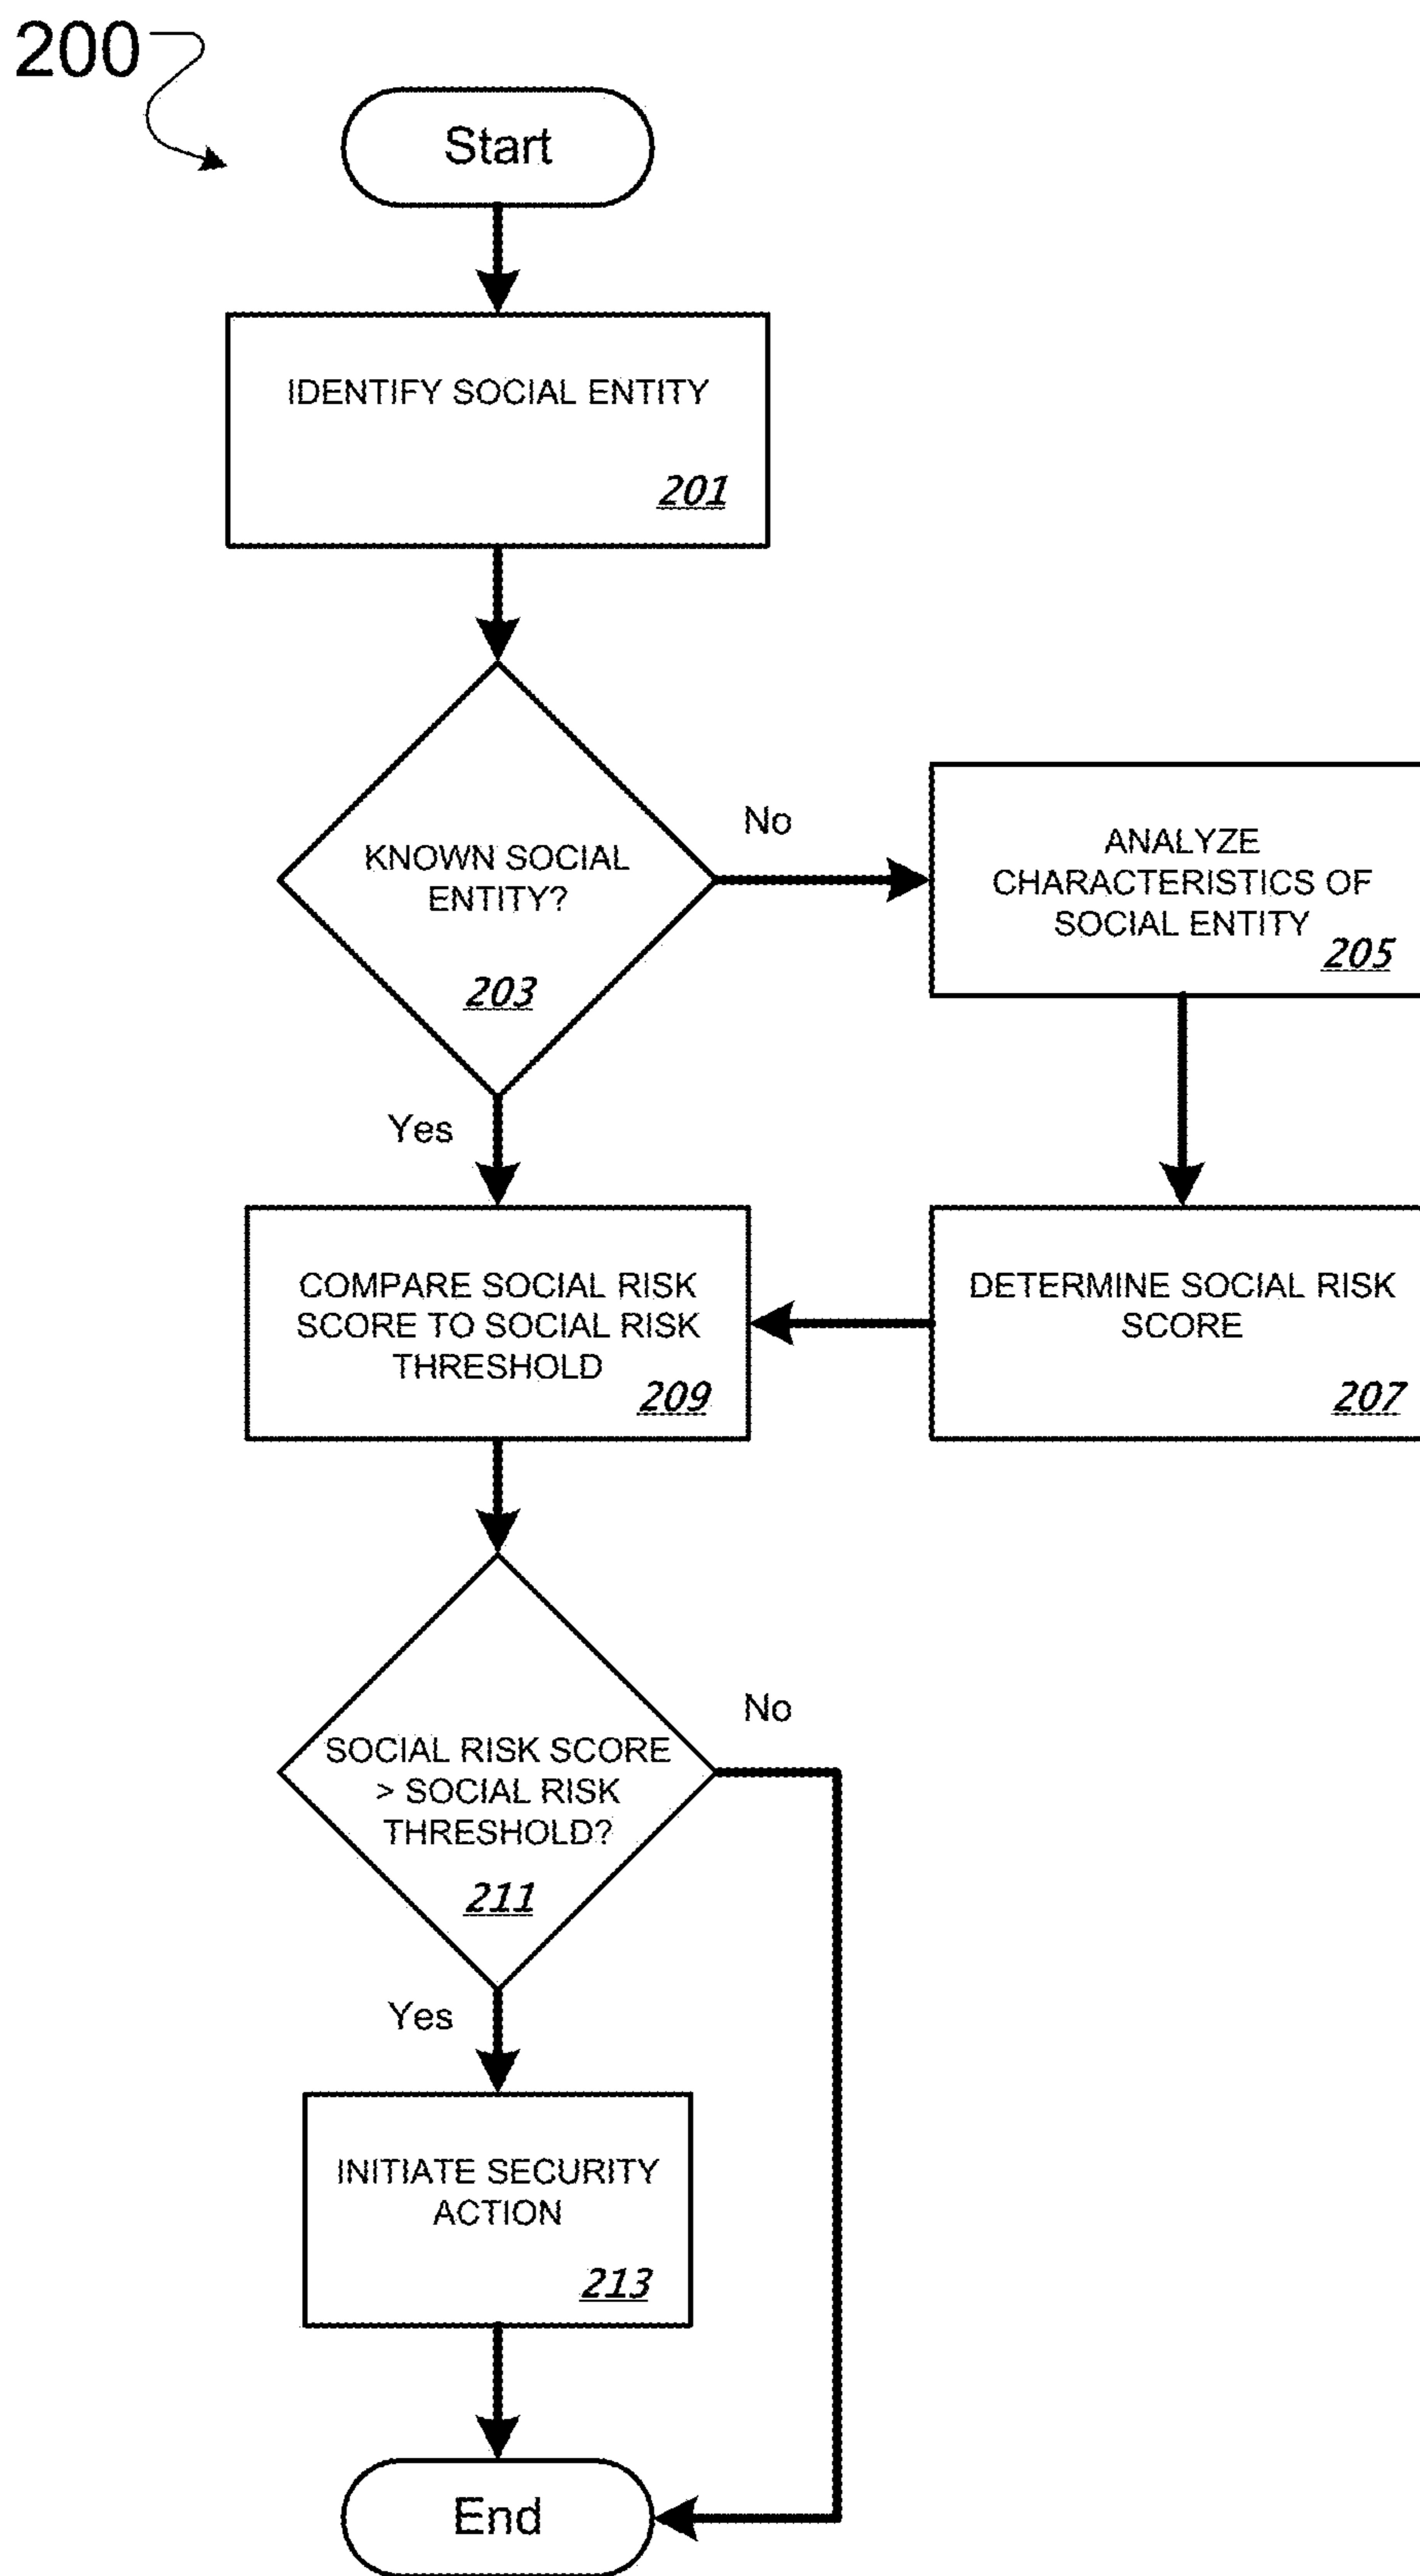 200
Start
IDENTIFY SOCIAL ENTITY
201
KNOWN SOCIAL
ENTITY?
203
No
ANALYZE
CHARACTERISTICS OF
SOCIAL ENTITY
205
Yes
COMPARE SOCIAL RISK
SCORE TO SOCIAL RISK
THRESHOLD
209
DETERMINE SOCIAL RISK
SCORE
207
SOCIAL RISK SCORE
> SOCIAL RISK
THRESHOLD?
211
No
Yes
INITIATE SECURITY
ACTION
213
End